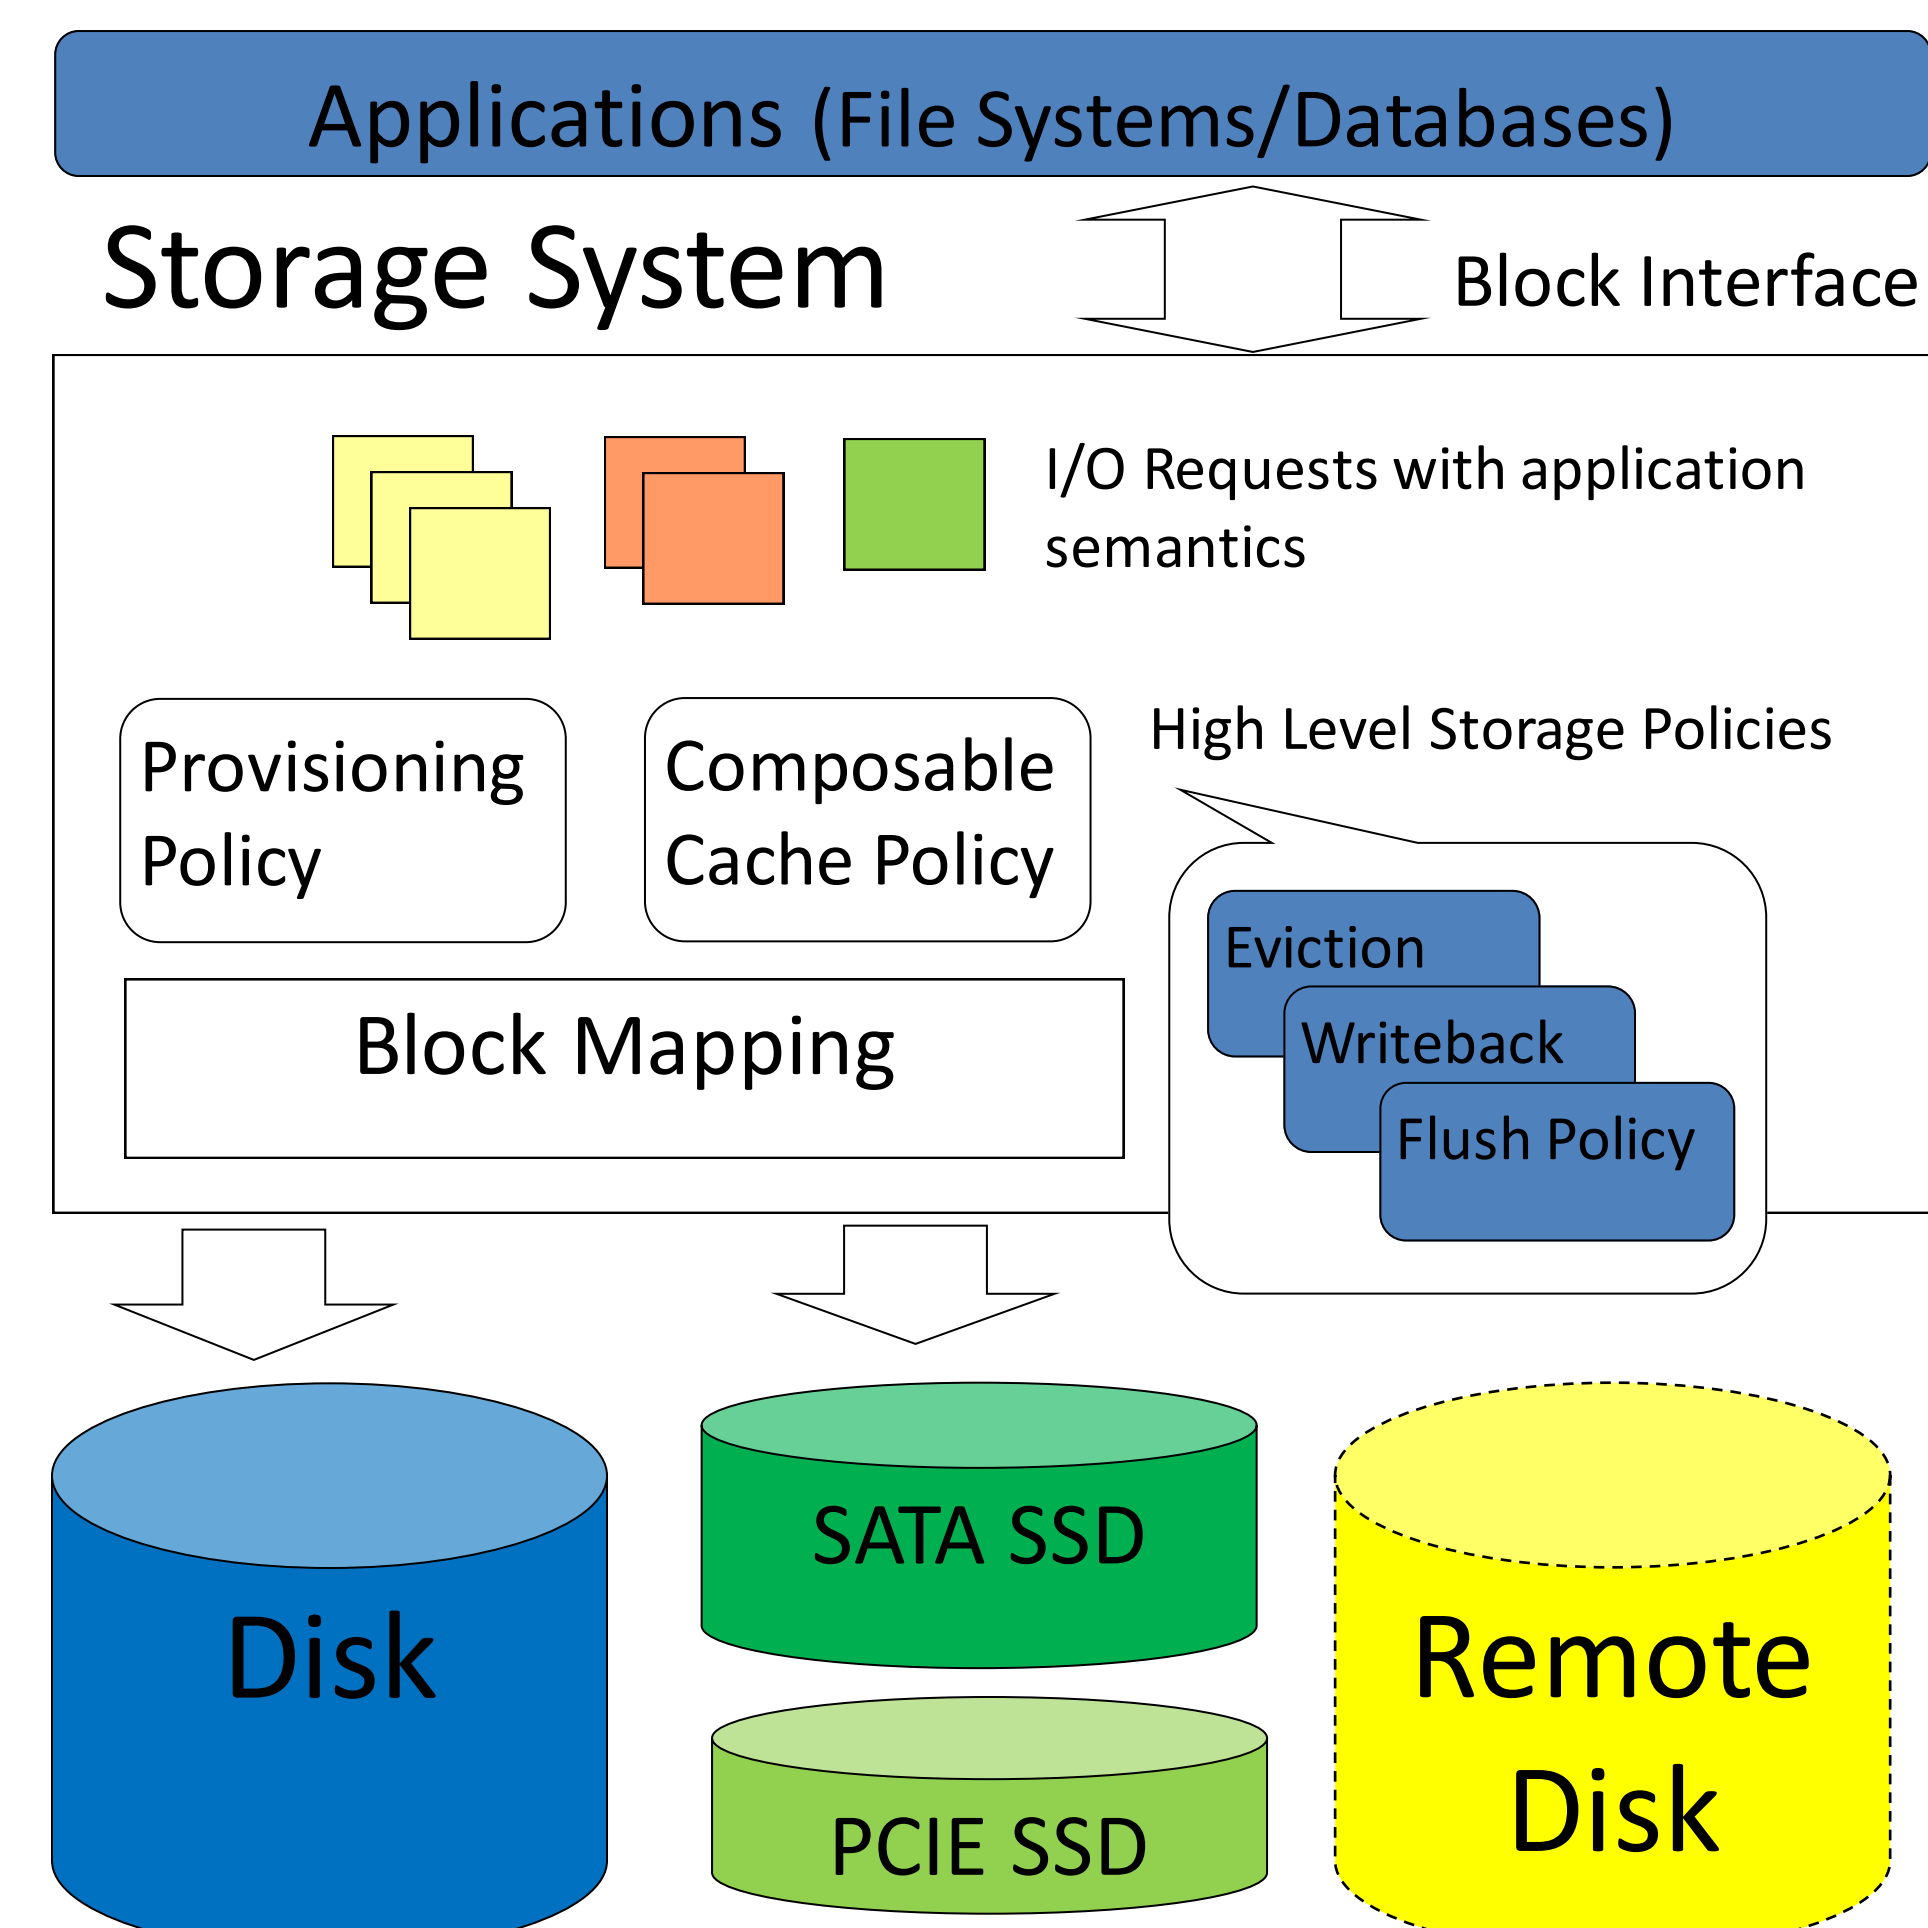 Applications (File Systems/Databases)
Storage System
Block Interface
I/O Requests with application
semantics
Provisioning
Policy
Composable
Cache Policy
High Level Storage Policies
Eviction
Writeback
Flush Policy
Block Mapping
Disk
SATA SSD
PCIE SSD
Remote
Disk